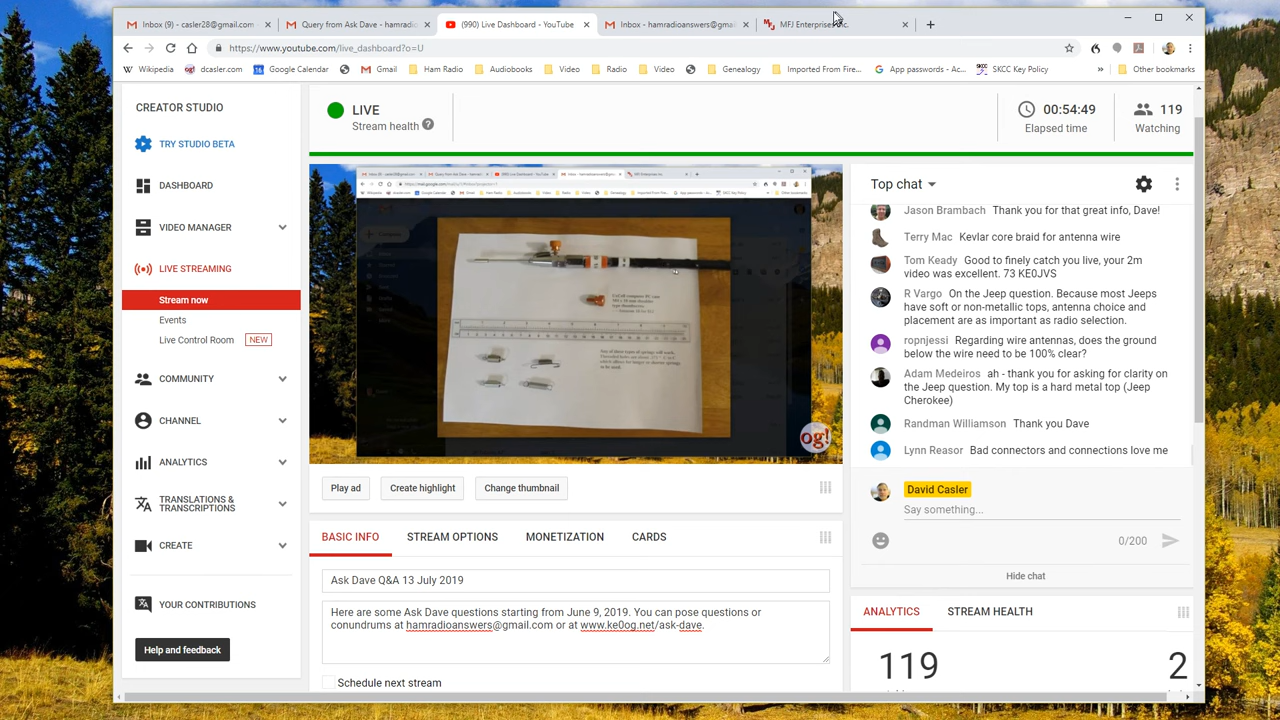 Inbox (9) - casler28@gmail.com
Query from Ask Dave - hamradio
(990) Live Dashboard - YouTube
Inbox - hamradioanswers@gmail
MFJ Enterprises Inc.
https://www.youtube.com/live_dashboard?o=U
Wikipedia
dcasler.com
Google Calendar
Gmail
Ham Radio
Audiobooks
Video
Radio
Video
Genealogy
Imported From Fire...
App passwords - Ac...
SKCC Key Policy
»
Other bookmarks
CREATOR STUDIO
TRY STUDIO BETA
DASHBOARD
VIDEO MANAGER
LIVE STREAMING
Stream now
Events
Live Control Room NEW
COMMUNITY
CHANNEL
ANALYTICS
TRANSLATIONS &
TRANSCRIPTIONS
CREATE
YOUR CONTRIBUTIONS
Help and feedback
LIVE
Stream health ?
00:54:49
Elapsed time
119
Watching
og!
Play ad
Create highlight
Change thumbnail
BASIC INFO
STREAM OPTIONS
MONETIZATION
CARDS
Ask Dave Q&A 13 July 2019
Here are some Ask Dave questions starting from June 9, 2019. You can pose questions or
conundrums at hamradioanswers@gmail.com or at www.ke0og.net/ask-dave.
Schedule next stream
Top chat
Jason Brambach Thank you for that great info, Dave!
Terry Mac Kevlar core braid for antenna wire
Tom Keady Good to finely catch you live, your 2m
video was excellent. 73 KE0JVS
R Vargo On the Jeep question. Because most Jeeps
have soft or non-metallic tops, antenna choice and
placement are as important as radio selection.
ropnjessi Regarding wire antennas, does the ground
below the wire need to be 100% clear?
Adam Medeiros ah - thank you for asking for clarity on
the Jeep question. My top is a hard metal top (Jeep
Cherokee)
Randman Williamson Thank you Dave
Lynn Reasor Bad connectors and connections love me
David Casler
Say something...
0/200
Hide chat
ANALYTICS
STREAM HEALTH
119
2